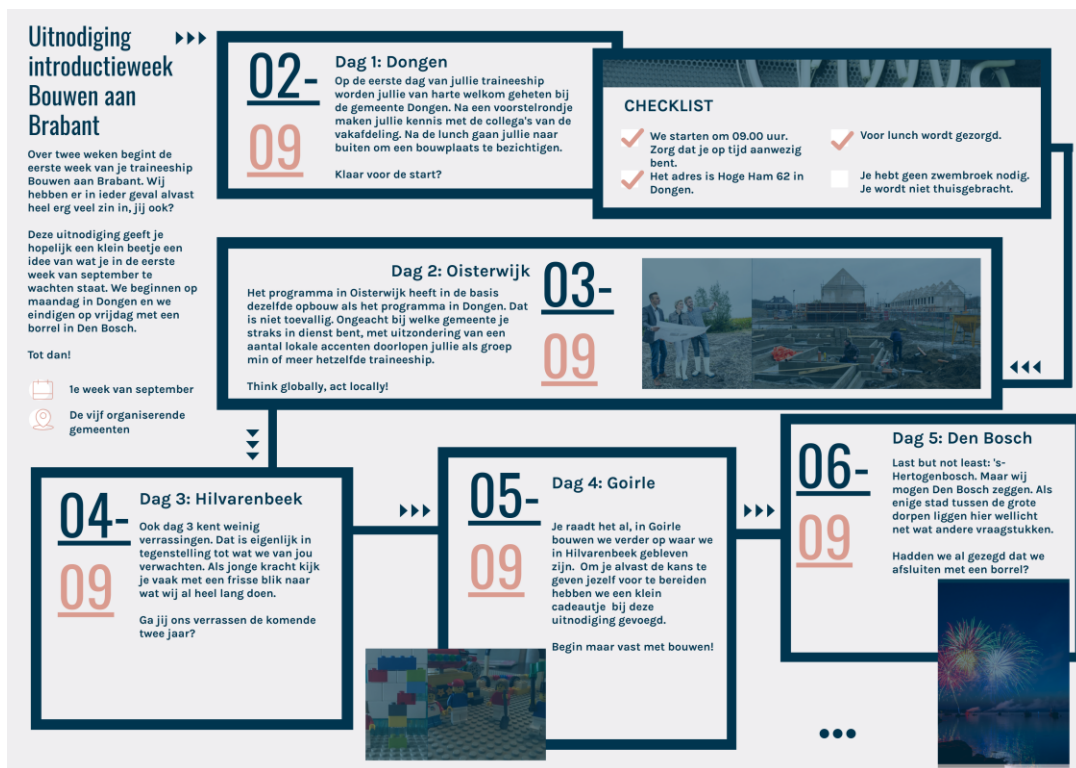 Uitnodiging
introductieweek
Bouwen aan
Brabant
Over twee weken begint de
eerste week van je traineeship
Bouwen aan Brabant. Wij
hebben er in ieder geval alvast
heel erg veel zin in, jij ook?
Deze uitnodiging geeft je
hopelijk een klein beetje een
idee van wat je in de eerste
week van september te
wachten staat. We beginnen op
maandag in Dongen en we
eindigen op vrijdag met een
borrel in Den Bosch.
Tot dan!
1e week van september
De vijf organiserende
gemeenten
02-
09
Dag 1: Dongen
Op de eerste dag van jullie traineeship
worden jullie van harte welkom geheten bij
de gemeente Dongen. Na een voorstelrondje
maken jullie kennis met de collega's van de
vakafdeling. Na de lunch gaan jullie naar
buiten om een bouwplaats te bezichtigen.
Klaar voor de start?
CHECKLIST
We starten om 09.00 uur.
Zorg dat je op tijd aanwezig
bent.
Het adres is Hoge Ham 62 in
Dongen.
Voor lunch wordt gezorgd.
Je hebt geen zwembroek nodig.
Je wordt niet thuisgebracht.
Dag 2: Oisterwijk
Het programma in Oisterwijk heeft in de basis
dezelfde opbouw als het programma in Dongen. Dat
is niet toevallig. Ongeacht bij welke gemeente je
straks in dienst bent, met uitzondering van een
aantal lokale accenten doorlopen jullie als groep
min of meer hetzelfde traineeship.
Think globally, act locally!
03-
09
04-
09
Dag 3: Hilvarenbeek
Ook dag 3 kent weinig
verrassingen. Dat is eigenlijk in
tegenstelling tot wat we van jou
verwachten. Als jonge kracht kijk
je vaak met een frisse blik naar
wat wij al heel lang doen.
Ga jij ons verrassen de komende
twee jaar?
05-
09
Dag 4: Goirle
Je raadt het al, in Goirle
bouwen we verder op waar we
in Hilvarenbeek gebleven
zijn. Om je alvast de kans te
geven jezelf voor te bereiden
hebben we een klein
cadeautje bij deze
uitnodiging gevoegd.
Begin maar vast met bouwen!
06-
09
Dag 5: Den Bosch
Last but not least: 's-
Hertogenbosch. Maar wij
mogen Den Bosch zeggen. Als
enige stad tussen de grote
dorpen liggen hier wellicht
net wat andere vraagstukken.
Hadden we al gezegd dat we
afsluiten met een borrel?